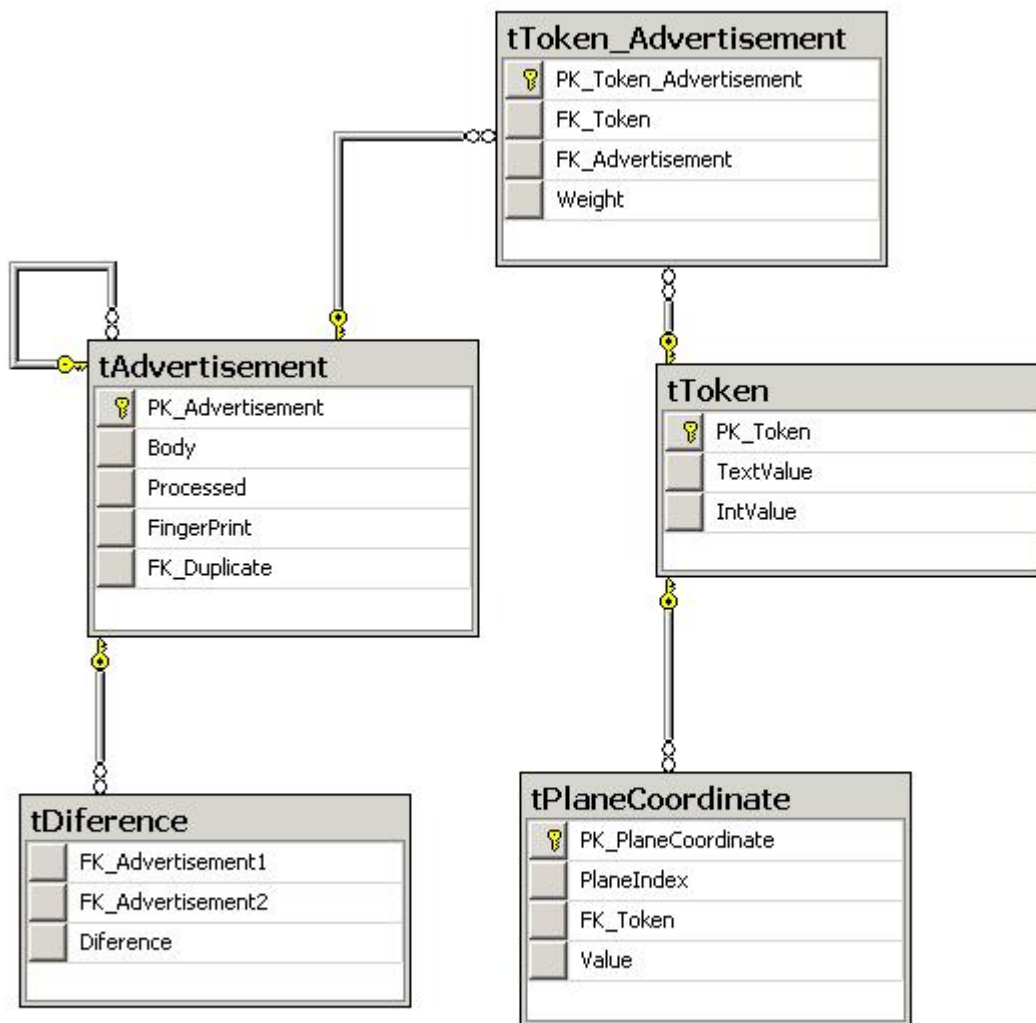 tToken_Advertisement
PK_Token_Advertisement
FK_Token
FK_Advertisement
Weight
tAdvertisement
PK_Advertisement
Body
Processed
FingerPrint
FK_Duplicate
tToken
PK_Token
TextValue
IntValue
tDiference
FK_Advertisement1
FK_Advertisement2
Diference
tPlaneCoordinate
PK_PlaneCoordinate
PlaneIndex
FK_Token
Value